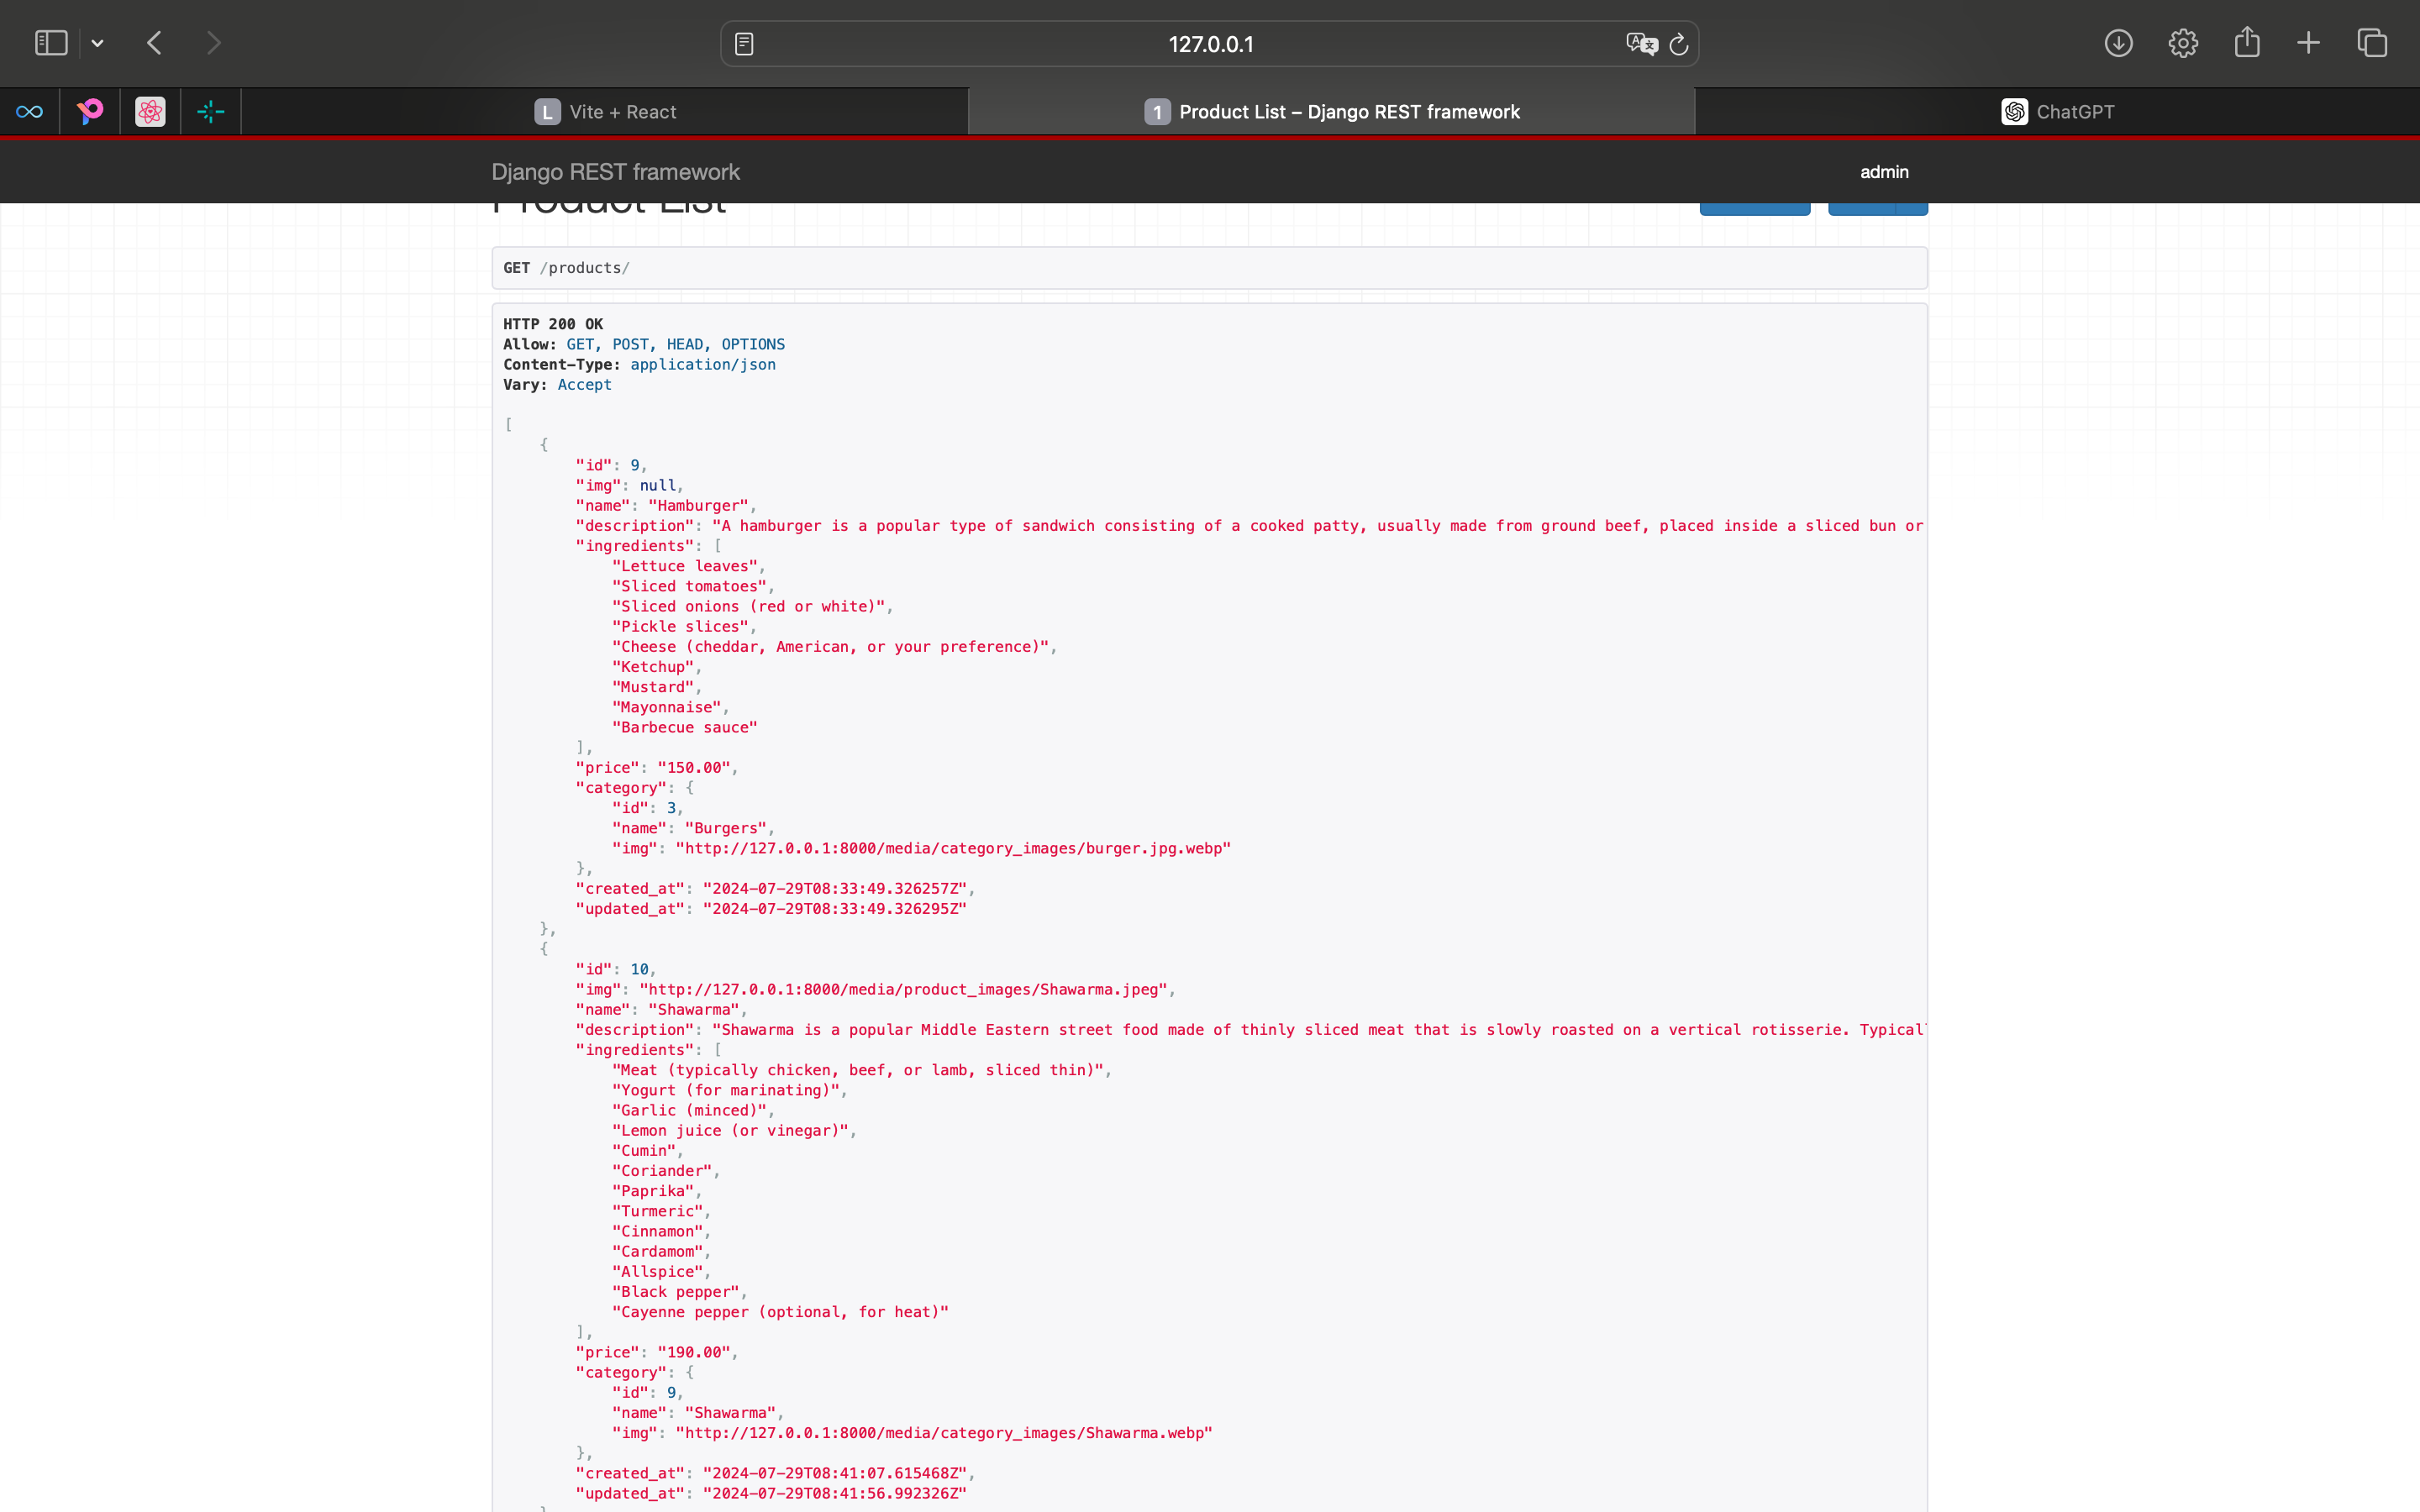 127.0.0.1
L Vite + React
1 Product List – Django REST framework
ChatGPT
Django REST framework
admin
Product List
GET /products/
HTTP 200 OK
Allow: GET, POST, HEAD, OPTIONS
Content-Type: application/json
Vary: Accept
[
{
"id": 9,
"img": null,
"name": "Hamburger",
"description": "A hamburger is a popular type of sandwich consisting of a cooked patty, usually made from ground beef, placed inside a sliced bun or
"ingredients": [
"Lettuce leaves",
"Sliced tomatoes",
"Sliced onions (red or white)",
"Pickle slices",
"Cheese (cheddar, American, or your preference)",
"Ketchup",
"Mustard",
"Mayonnaise",
"Barbecue sauce"
],
"price": "150.00",
"category": {
"id": 3,
"name": "Burgers",
"img": "http://127.0.0.1:8000/media/category_images/burger.jpg.webp"
},
"created_at": "2024-07-29T08:33:49.326257Z",
"updated_at": "2024-07-29T08:33:49.326295Z"
},
{
"id": 10,
"img": "http://127.0.0.1:8000/media/product_images/Shawarma.jpeg",
"name": "Shawarma",
"description": "Shawarma is a popular Middle Eastern street food made of thinly sliced meat that is slowly roasted on a vertical rotisserie. Typical
"ingredients": [
"Meat (typically chicken, beef, or lamb, sliced thin)",
"Yogurt (for marinating)",
"Garlic (minced)",
"Lemon juice (or vinegar)",
"Cumin",
"Coriander",
"Paprika",
"Turmeric",
"Cinnamon",
"Cardamom",
"Allspice",
"Black pepper",
"Cayenne pepper (optional, for heat)"
],
"price": "190.00",
"category": {
"id": 9,
"name": "Shawarma",
"img": "http://127.0.0.1:8000/media/category_images/Shawarma.webp"
},
"created_at": "2024-07-29T08:41:07.615468Z",
"updated_at": "2024-07-29T08:41:56.992326Z"